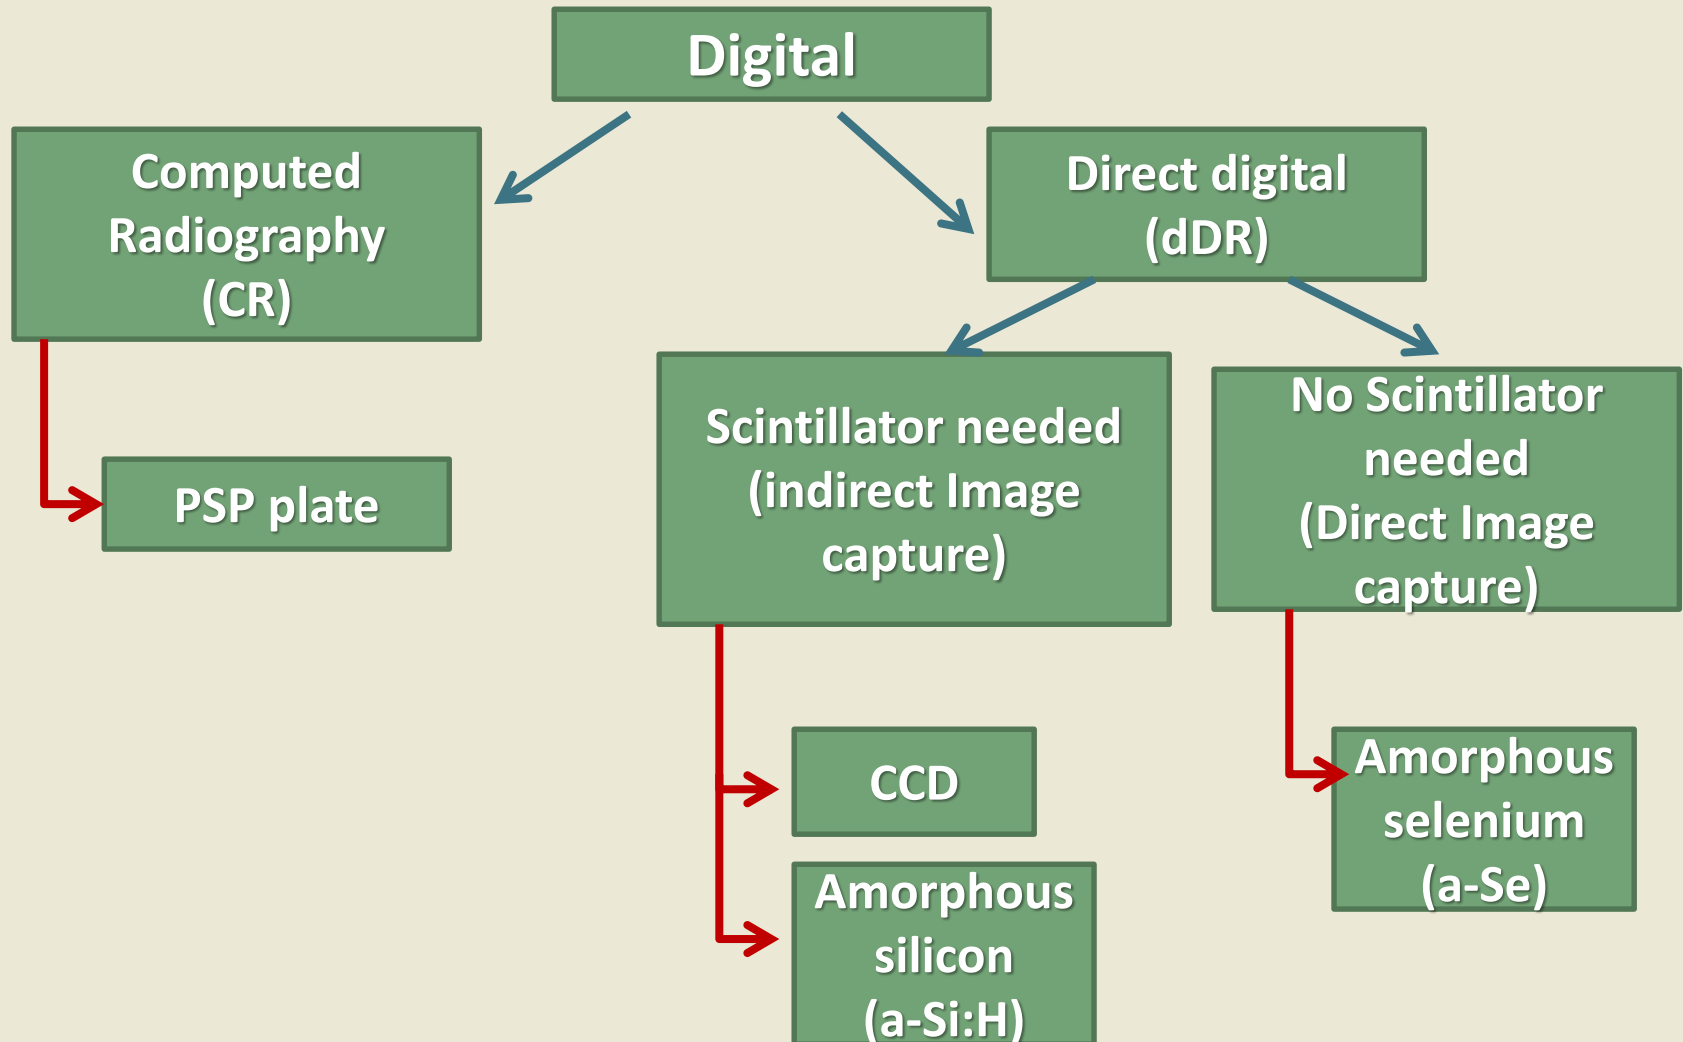 Digital
Computed
Radiography
(CR)
Direct digital
(dDR)
PSP plate
Scintillator needed
(indirect Image
capture)
No Scintillator
needed
(Direct Image
capture)
CCD
Amorphous
silicon
(a-Si:H)
Amorphous
selenium
(a-Se)